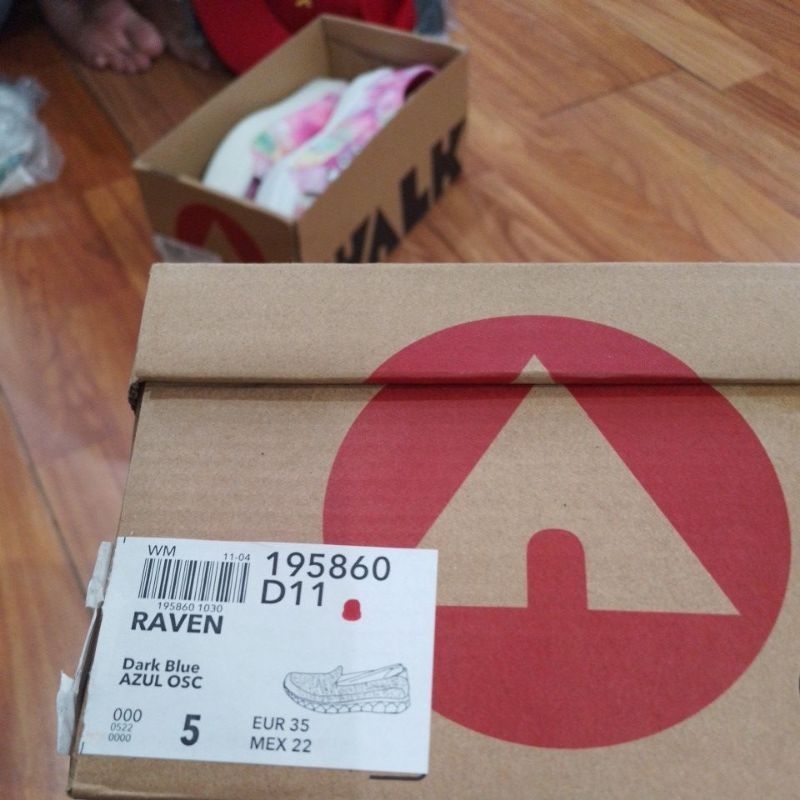 WALK
WM
11-04
195860
D11
195860 1030
RAVEN
Dark Blue
AZUL OSC
000
0522
0000
5
EUR 35
MEX 22